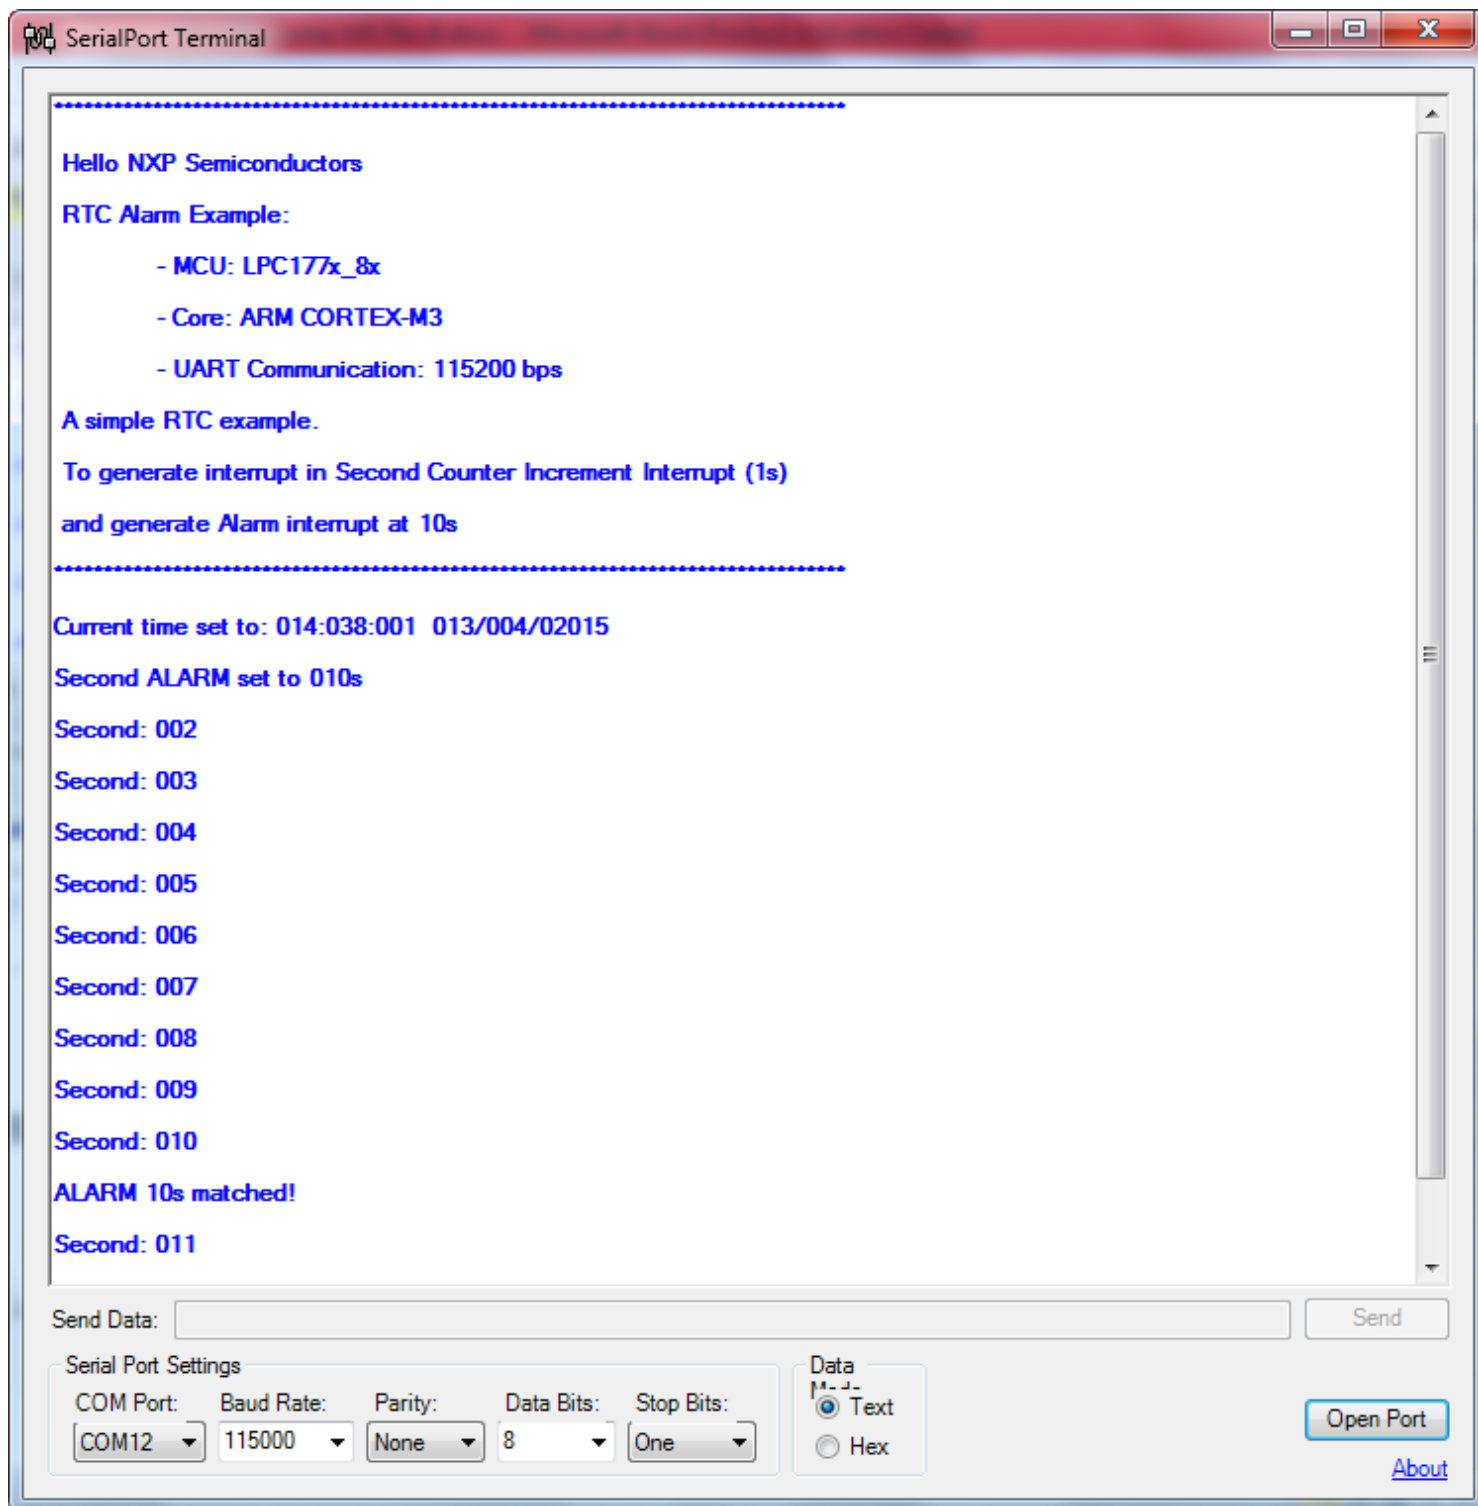 SerialPort Terminal
********************************************************************************
Hello NXP Semiconductors
RTC Alarm Example:
- MCU: LPC177x_8x
- Core: ARM CORTEX-M3
- UART Communication: 115200 bps
A simple RTC example.
To generate interrupt in Second Counter Increment Interrupt (1s)
and generate Alarm interrupt at 10s
********************************************************************************
Current time set to: 014:038:001  013/004/02015
Second ALARM set to 010s
Second: 002
Second: 003
Second: 004
Second: 005
Second: 006
Second: 007
Second: 008
Second: 009
Second: 010
ALARM 10s matched!
Second: 011
Send Data: Send
Serial Port Settings Data
COM Port: Baud Rate: Parity: Data Bits: Stop Bits: Text
COM12 115000 None 8 One Hex
Open Port
About